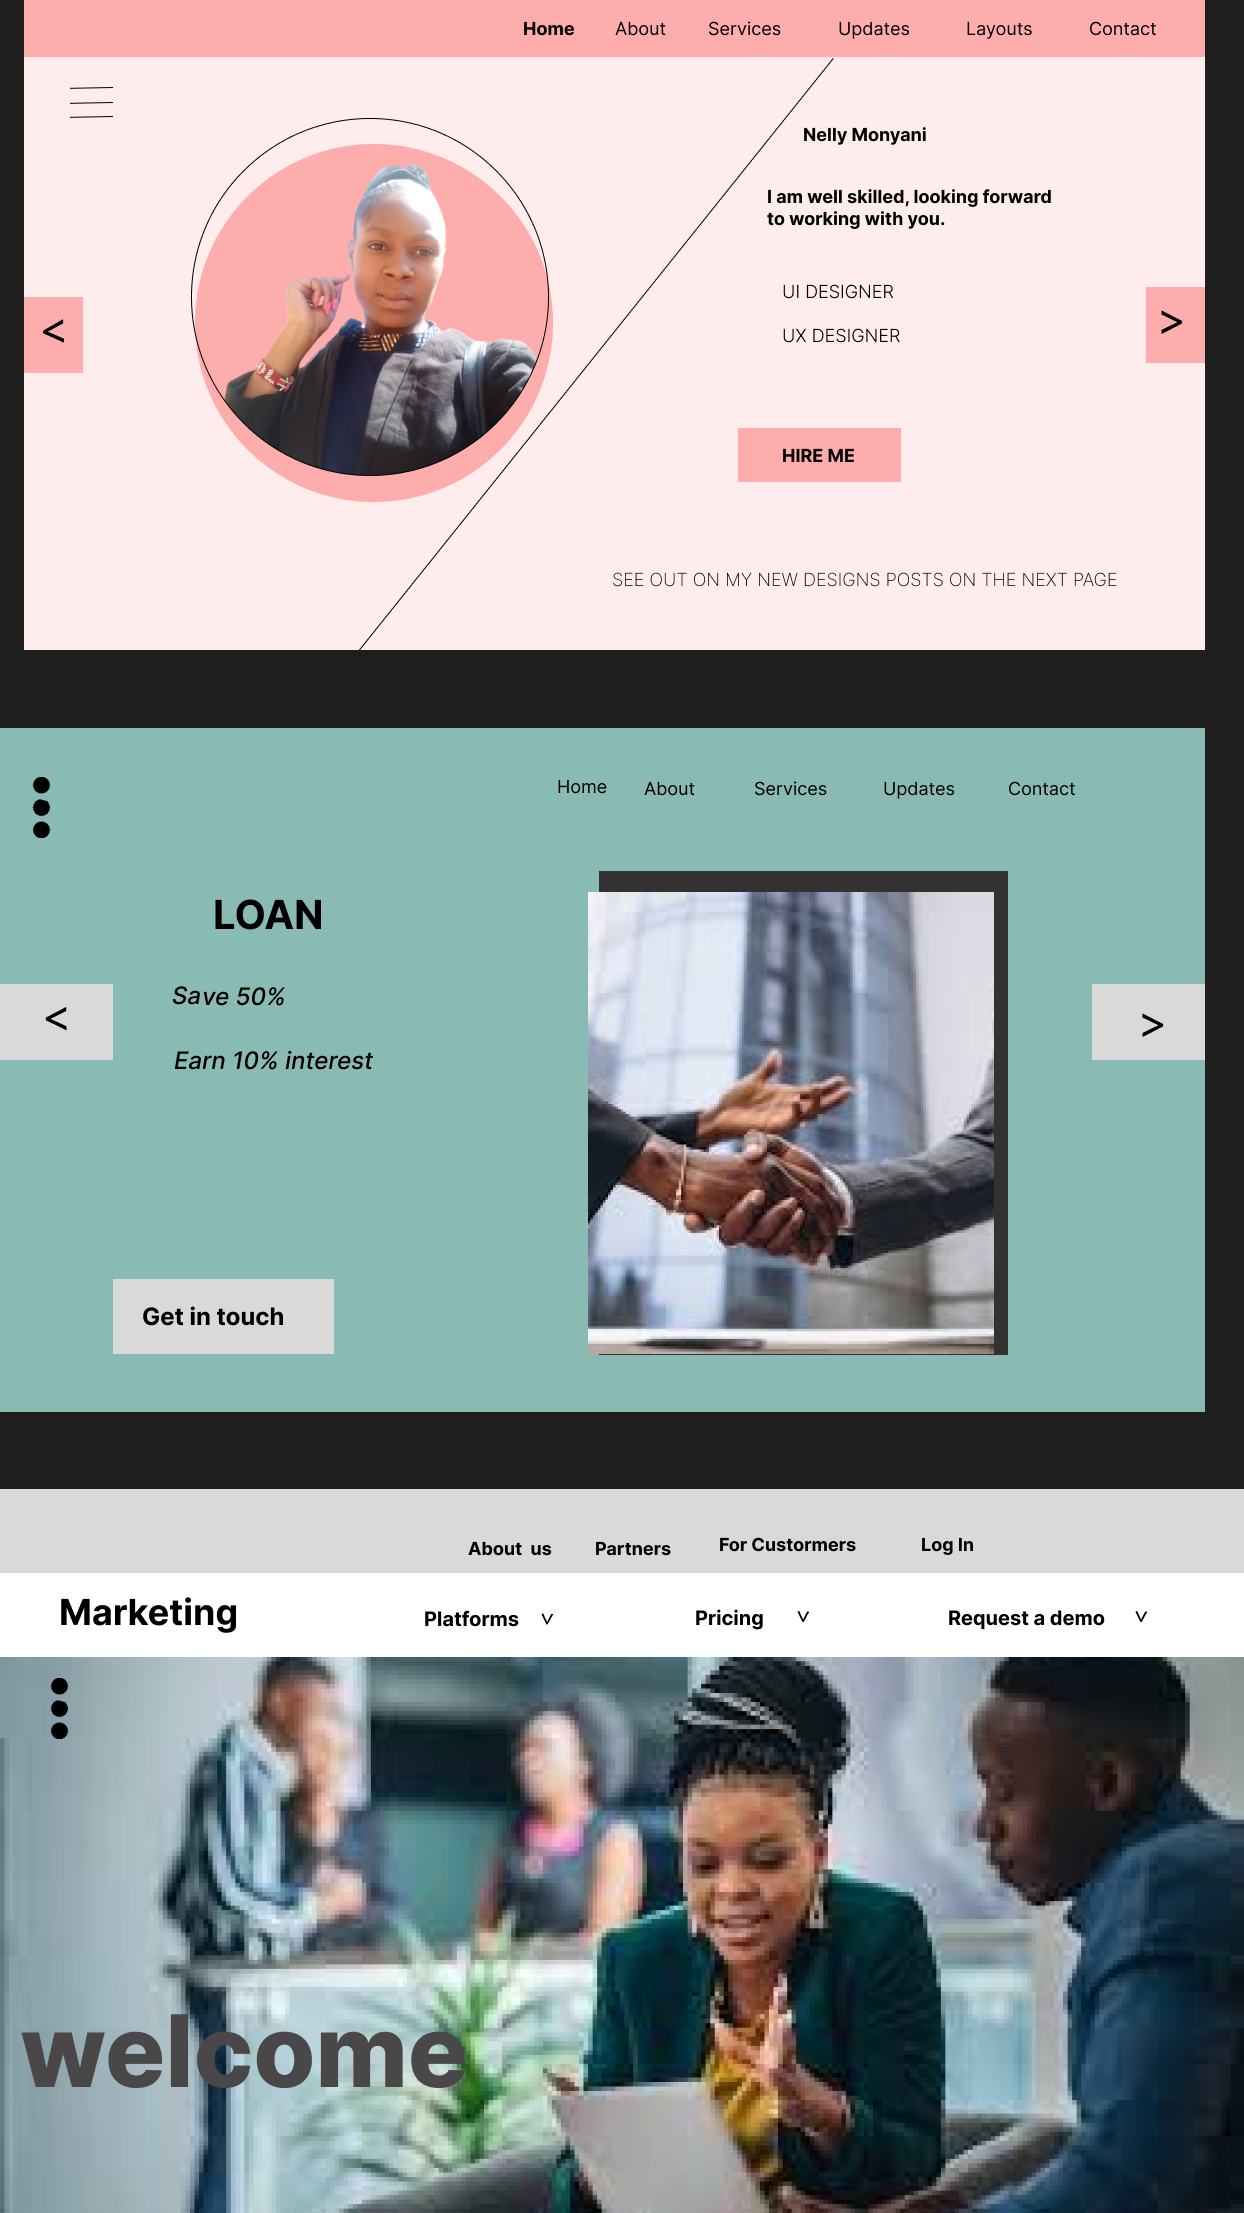 Home About Services Updates Layouts Contact
Nelly Monyani
I am well skilled, looking forward
to working with you.
<
>
UI DESIGNER
UX DESIGNER
HIRE ME
SEE OUT ON MY NEW DESIGNS POSTS ON THE NEXT PAGE
Home About Services Updates Contact
LOAN
Save 50%
<
>
Earn 10% interest
Get in touch
About us Partners For Custormers Log In
Marketing Platforms ˅ Pricing ˅ Request a demo ˅
welcome